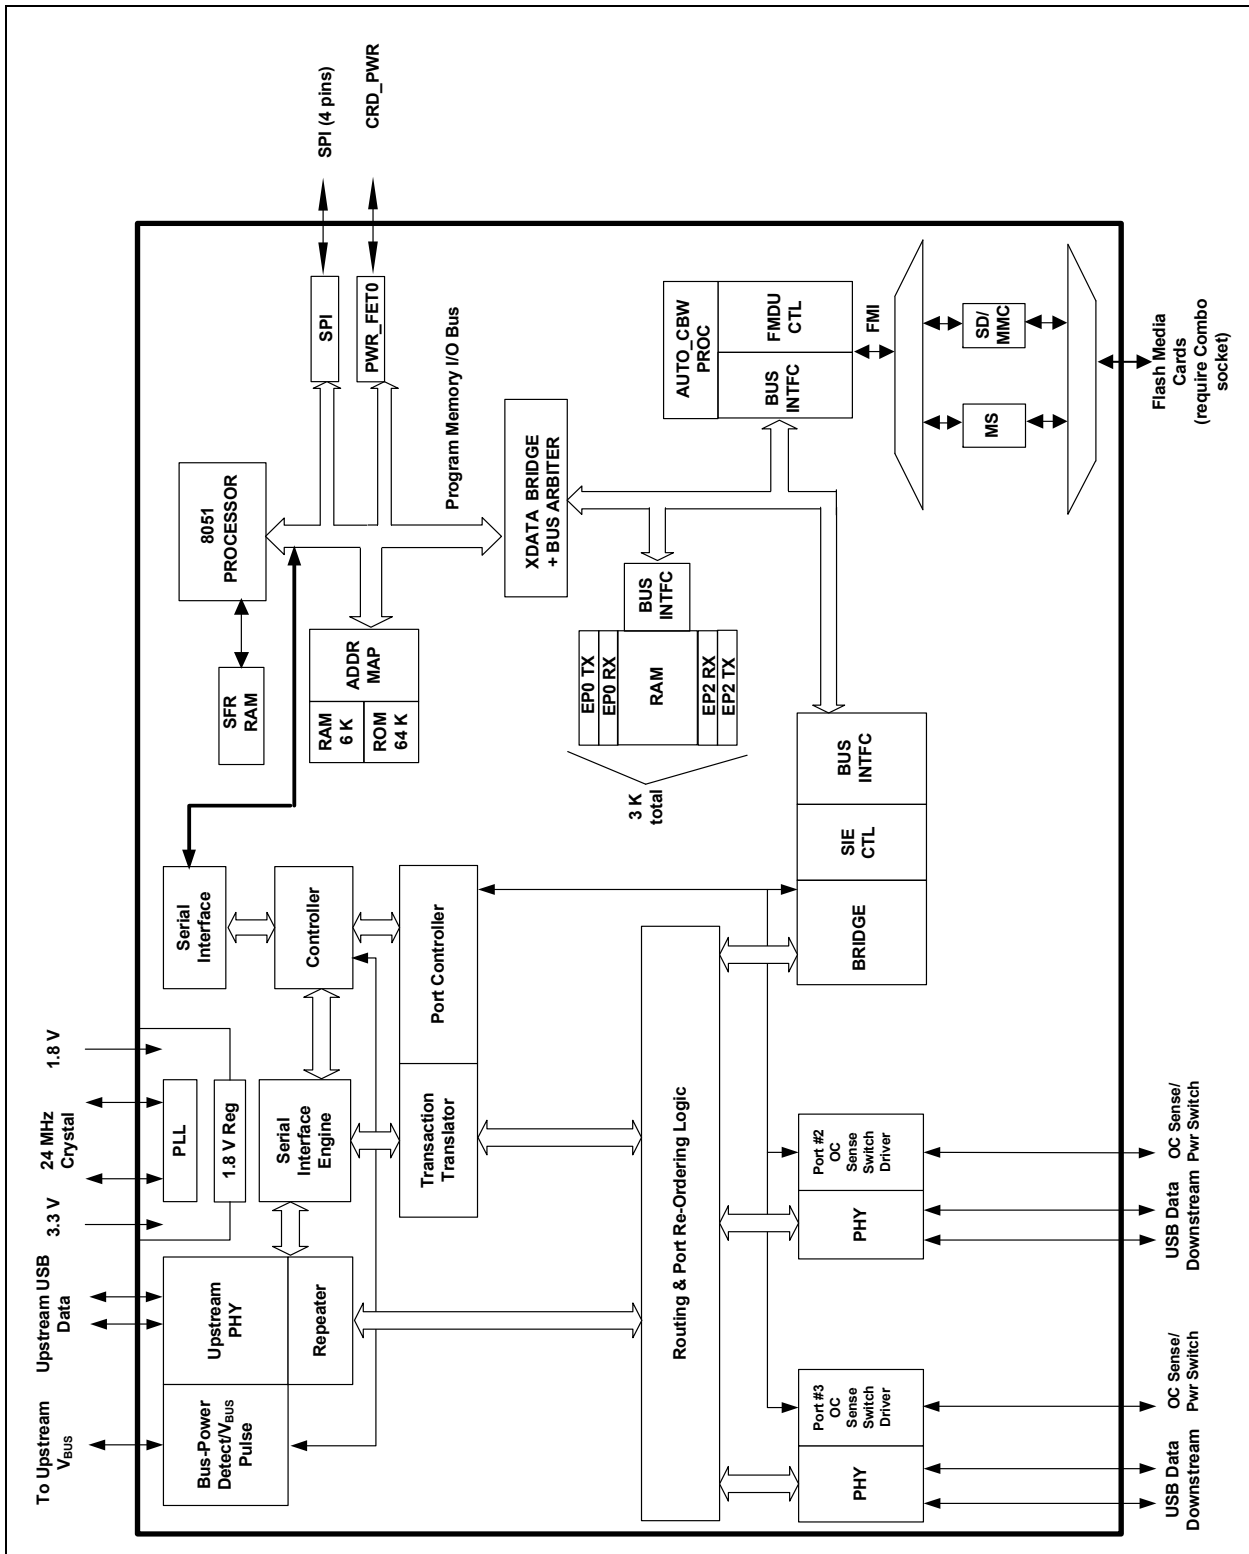 To Upstream
VBUS
Upstream USB
Data
3.3 V
24 MHz
Crystal
1.8 V
Bus-Power
Detect/VBUS
Pulse
Upstream
PHY
Repeater
PLL
1.8 V Reg
Serial
Interface
Engine
Serial
Interface
Controller
Transaction
Translator
Port Controller
SFR
RAM
8051
PROCESSOR
SPI
PWR_FET0
SPI (4 pins)
CRD_PWR
RAM
6 K
ROM
64 K
ADDR
MAP
Program Memory I/O Bus
XDATA BRIDGE
+ BUS ARBITER
3 K
total
EP0 TX
EP0 RX
RAM
EP2 RX
EP2 TX
BUS
INTFC
AUTO_CBW
PROC
BUS
INTFC
FMDU
CTL
FMI
MS
SD/
MMC
Flash Media
Cards
(require Combo
socket)
Routing & Port Re-Ordering Logic
BRIDGE
SIE
CTL
BUS
INTFC
PHY
Port #3
OC
Sense
Switch
Driver
PHY
Port #2
OC
Sense
Switch
Driver
USB Data
Downstream
OC Sense/
Pwr Switch
USB Data
Downstream
OC Sense/
Pwr Switch